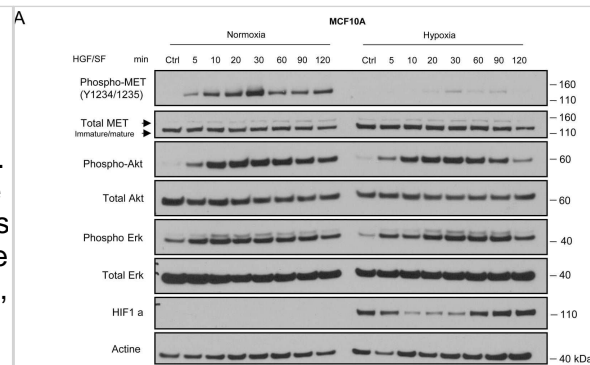 A
MCF10A
Normoxia Hypoxia
HGF/SF min Ctrl 5 10 20 30 60 90 120 Ctrl 5 10 20 30 60 90 120
Phospho-MET
(Y1234/1235)
160
110
Total MET
Immature/mature
160
110
Phospho-Akt 60
Total Akt 60
Phospho Erk 40
Total Erk 40
HIF1 a 110
Actine 40 kDa
s
e
,